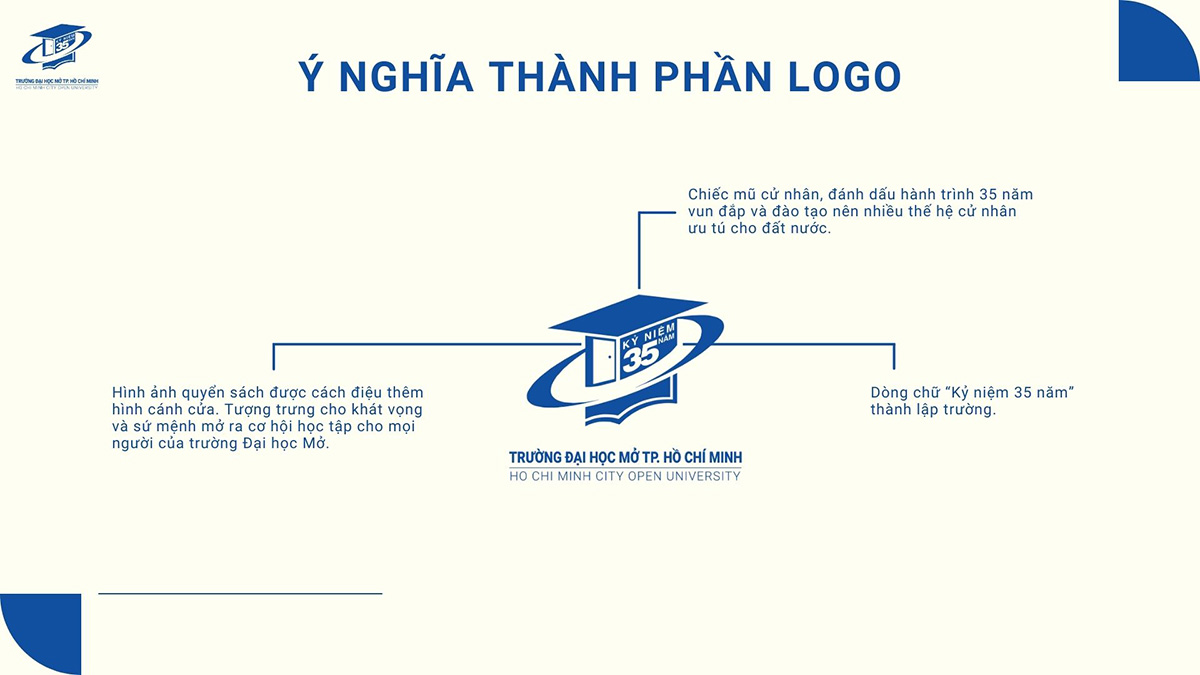 KỶ NIỆM
35
TRƯỜNG ĐẠI HỌC MỞ TP. HỒ CHÍ MINH
HO CHI MINH CITY OPEN UNIVERSITY
Ý NGHĨA THÀNH PHẦN LOGO
Chiếc mũ cử nhân, đánh dấu hành trình 35 năm
vun đắp và đào tạo nên nhiều thế hệ cử nhân
ưu tú cho đất nước.
KỶ NIỆM
35 NĂM
Hình ảnh quyển sách được cách điệu thêm
hình cánh cửa. Tượng trưng cho khát vọng
và sứ mệnh mở ra cơ hội học tập cho mọi
người của trường Đại học Mở.
Dòng chữ “Kỷ niệm 35 năm”
thành lập trường.
TRƯỜNG ĐẠI HỌC MỞ TP. HỒ CHÍ MINH
HO CHI MINH CITY OPEN UNIVERSITY